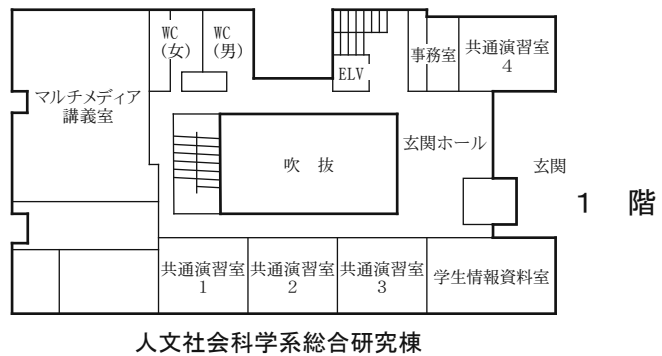 WC
(女)
WC
(男)
ELV
事務室
共通演習室
4
マルチメディア
講義室
吹 抜
玄関ホール
玄関
1 階
共通演習室
1
共通演習室
2
共通演習室
3
学生情報資料室
人文社会科学系総合研究棟